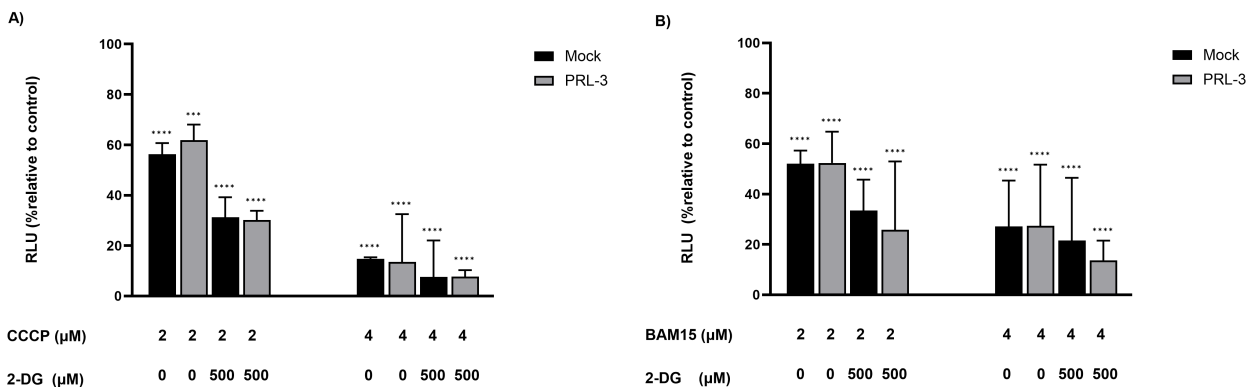 A)
100
80
60
40
20
0
RLU (%relative to control)
****
***
****
****
****
****
****
****
Mock
PRL-3
CCCP (µM) 2 2 2 2 4 4 4 4
2-DG (µM) 0 0 500 500 0 0 500 500
B)
100
80
60
40
20
0
RLU (%relative to control)
****
****
****
****
****
****
****
****
Mock
PRL-3
BAM15 (µM) 2 2 2 2 4 4 4 4
2-DG (µM) 0 0 500 500 0 0 500 500